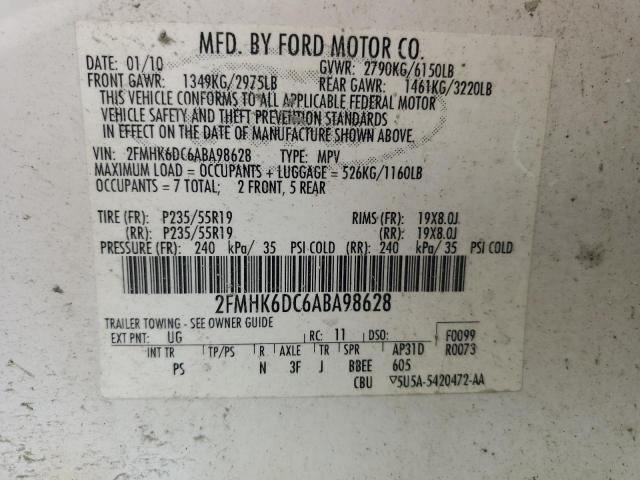 MFD. BY FORD MOTOR CO.
DATE: 01/10 GVWR: 2790KG/6150LB
FRONT GAWR: 1349KG/2975LB REAR GAWR: 1461KG/3220LB
THIS VEHICLE CONFORMS TO ALL APPLICABLE FEDERAL MOTOR
VEHICLE SAFETY AND THEFT PREVENTION STANDARDS
IN EFFECT ON THE DATE OF MANUFACTURE SHOWN ABOVE.
VIN: 2FMHK6DC6ABA98628 TYPE: MPV
MAXIMUM LOAD = OCCUPANTS + LUGGAGE = 526KG/1160LB
OCCUPANTS = 7 TOTAL; 2 FRONT, 5 REAR
TIRE (FR): P235/55R19 RIMS (FR): 19X8.0J
(RR): P235/55R19 (RR): 19X8.0J
PRESSURE (FR): 240 kPa/ 35 PSI COLD (RR): 240 kPa/ 35 PSI COLD
2FMHK6DC6ABA98628
TRAILER TOWING - SEE OWNER GUIDE
EXT PNT: UG RC: 11 DSO: F0099
INT TR TP/PS R AXLE TR SPR AP31D R0073
PS N 3F J BBEE 605
CBU ▽5U5A-5420472-AA